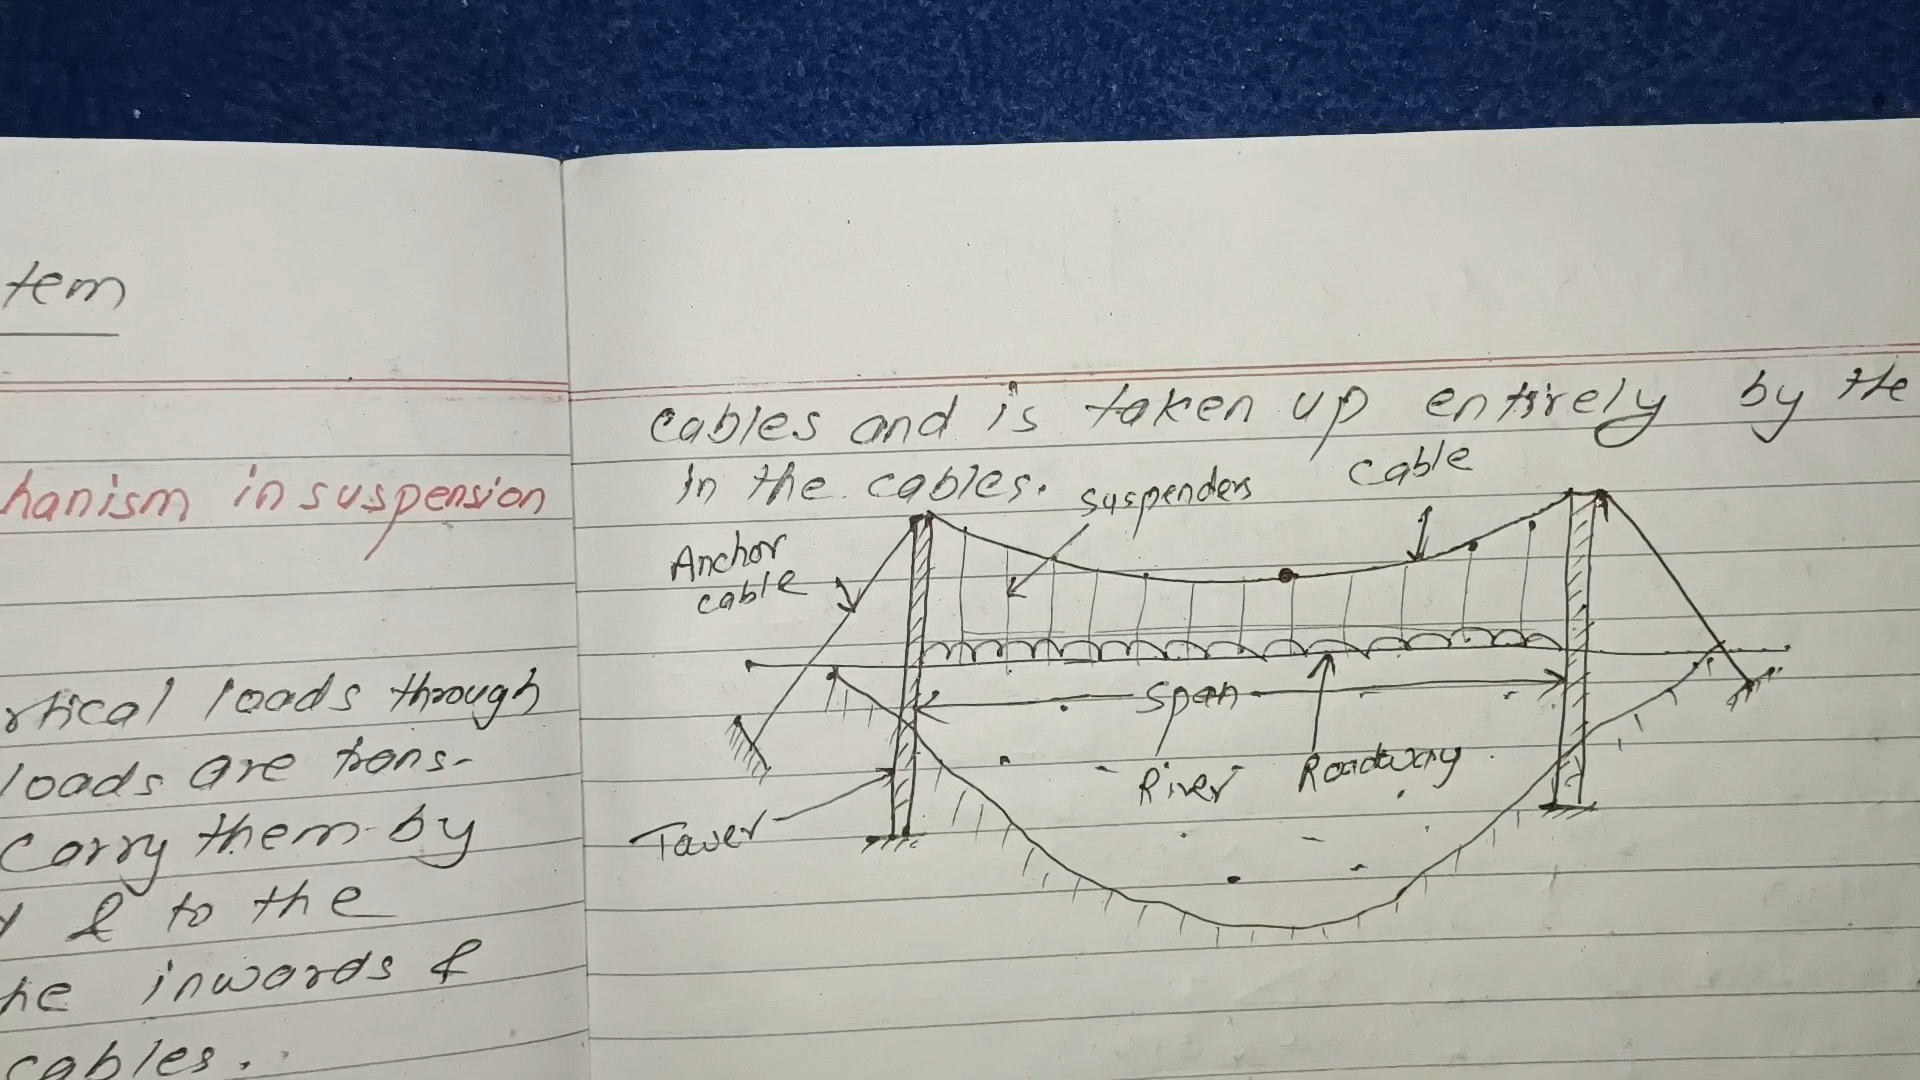 tem
hanism in suspension
rtical loads through
loads are trans-
carry them by
& to the
he inwards &
cables.
cables and is taken up entirely by the
in the cables.
suspenders
cable
Anchor
cable
Span
River
Roadway
Tower